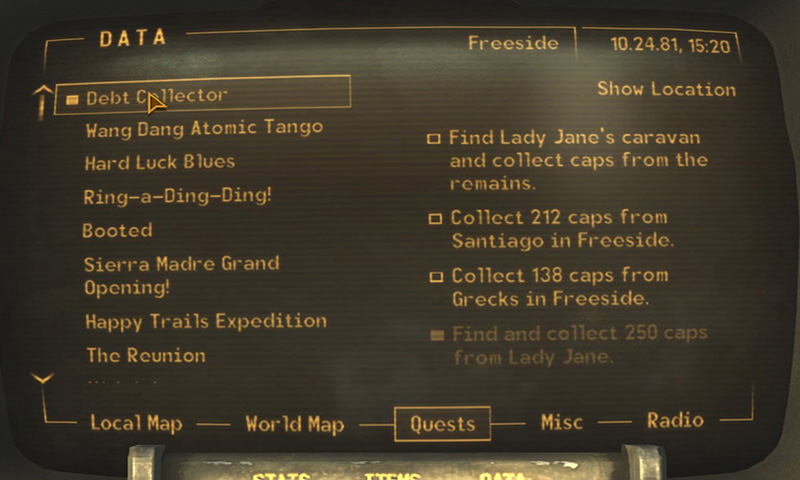 DATA
Freeside
10.24.81, 15:20
Debt Collector
Wang Dang Atomic Tango
Hard Luck Blues
Ring-a-Ding-Ding!
Booted
Sierra Madre Grand
Opening!
Happy Trails Expedition
The Reunion
Show Location
Find Lady Jane's caravan
and collect caps from the
remains.
Collect 212 caps from
Santiago in Freeside.
Collect 138 caps from
Grecks in Freeside.
Find and collect 250 caps
from Lady Jane.
Local Map
World Map
Quests
Misc
Radio
STATS
ITEMS
DATA